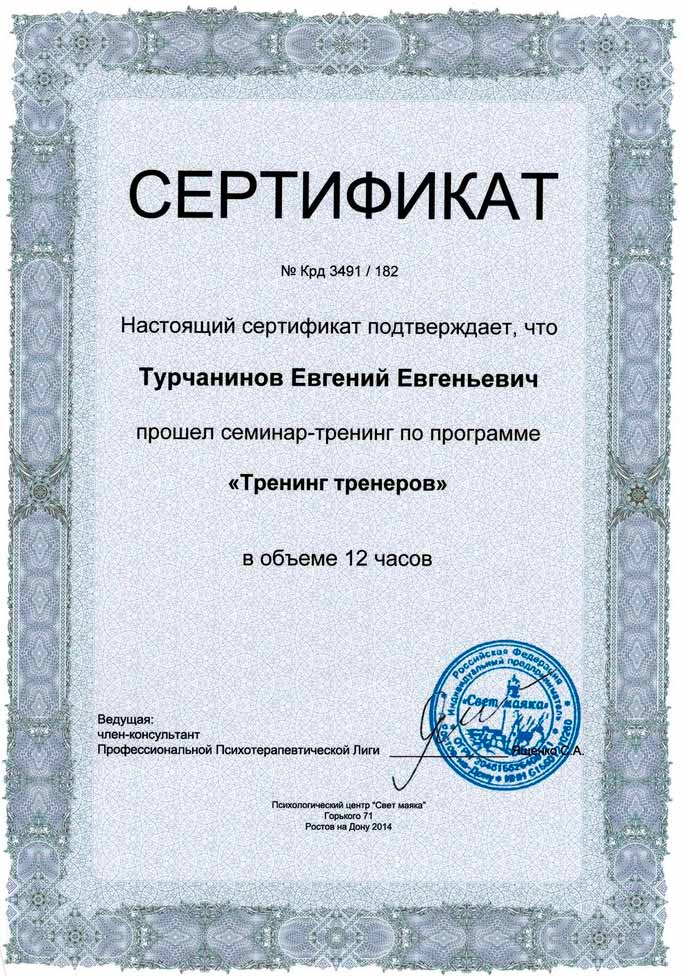 СЕРТИФИКАТ
№ Крд 3491 / 182
Настоящий сертификат подтверждает, что
Турчанинов Евгений Евгеньевич
прошел семинар-тренинг по программе
«Тренинг тренеров»
в объеме 12 часов
Российская Федерация
Индивидуальный предприниматель
«Свет маяка»
Ведущая:
член-консультант
Профессиональной Психотерапевтической Лиги
Ященко С.А.
Психологический центр "Свет маяка"
Горького 71
Ростов на Дону 2014